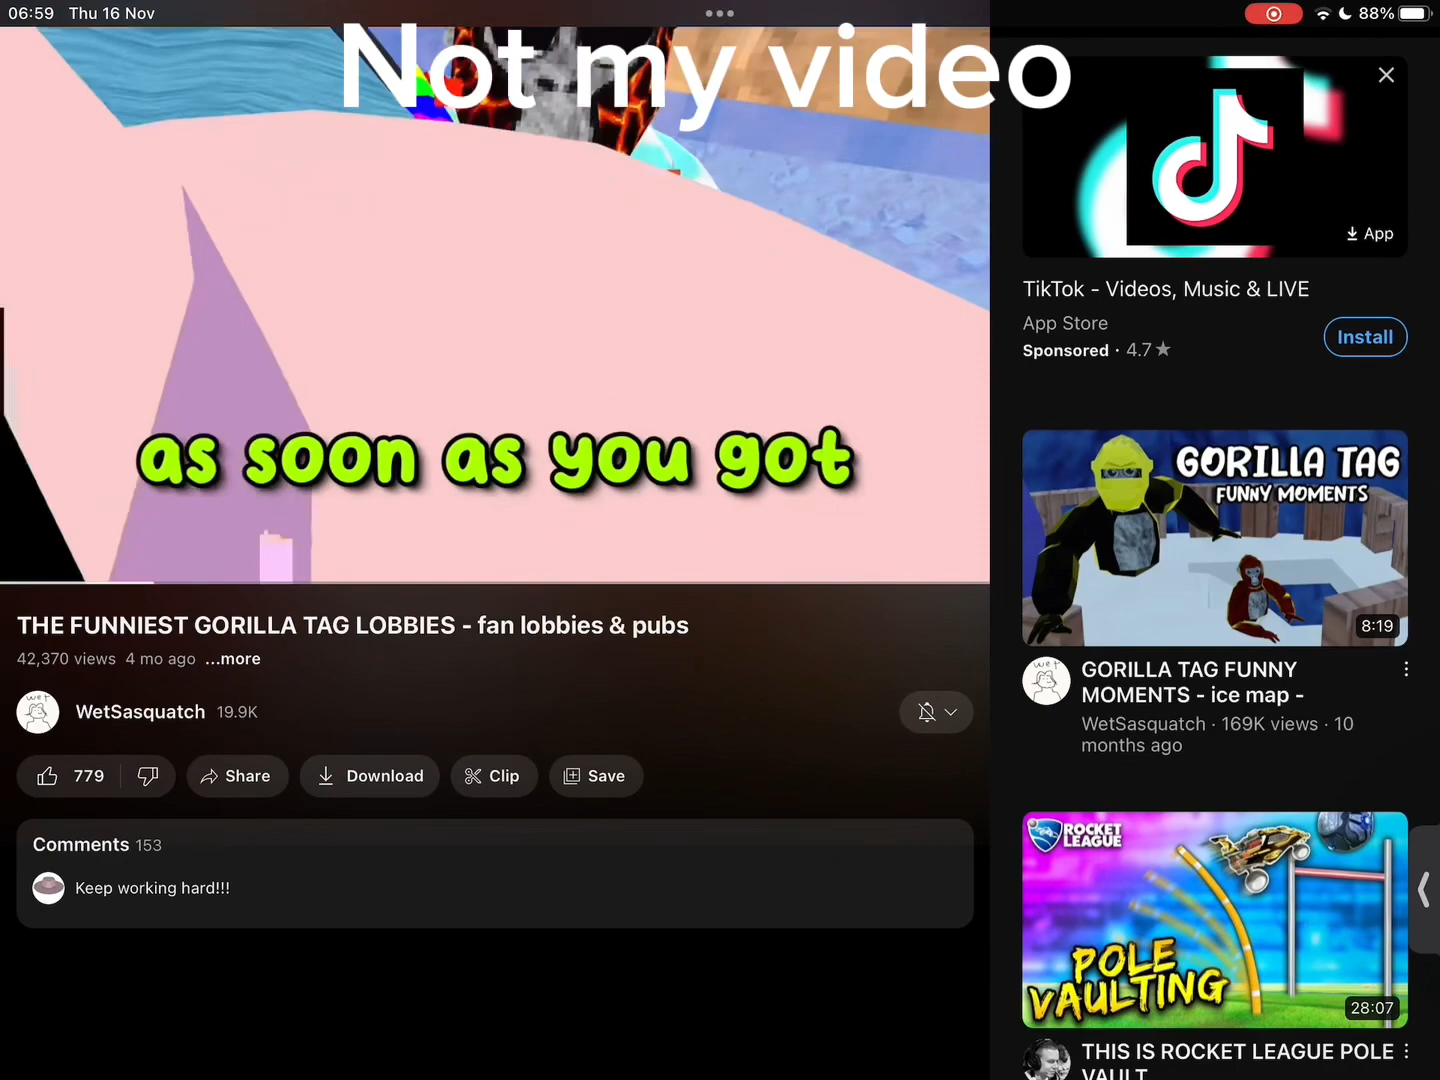 06:59 Thu 16 Nov
88%
Not my video
as soon as you got
THE FUNNIEST GORILLA TAG LOBBIES - fan lobbies & pubs
42,370 views 4 mo ago ...more
wet
WetSasquatch 19.9K
779
Share
Download
Clip
Save
Comments 153
Keep working hard!!!
App
TikTok - Videos, Music & LIVE
App Store
Sponsored · 4.7★
Install
GORILLA TAG
FUNNY MOMENTS
8:19
wet
GORILLA TAG FUNNY
MOMENTS - ice map -
WetSasquatch · 169K views · 10
months ago
ROCKET
LEAGUE
POLE
VAULTING
28:07
THIS IS ROCKET LEAGUE POLE
VAULT